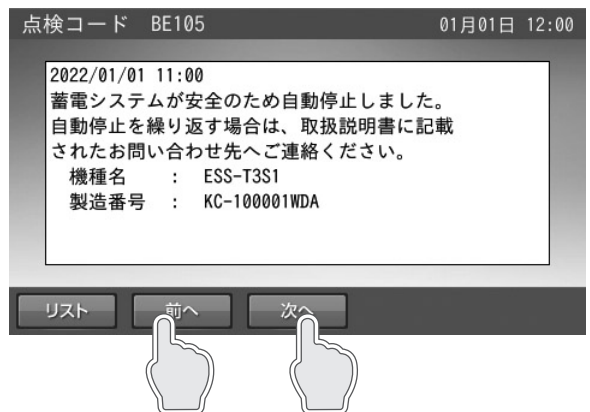 点検コード BE105 01月01日 12:00
2022/01/01 11:00
蓄電システムが安全のため自動停止しました。
自動停止を繰り返す場合は、取扱説明書に記載
されたお問い合わせ先へご連絡ください。
機種名 : ESS-T3S1
製造番号 : KC-100001WDA
リスト 前へ 次へ